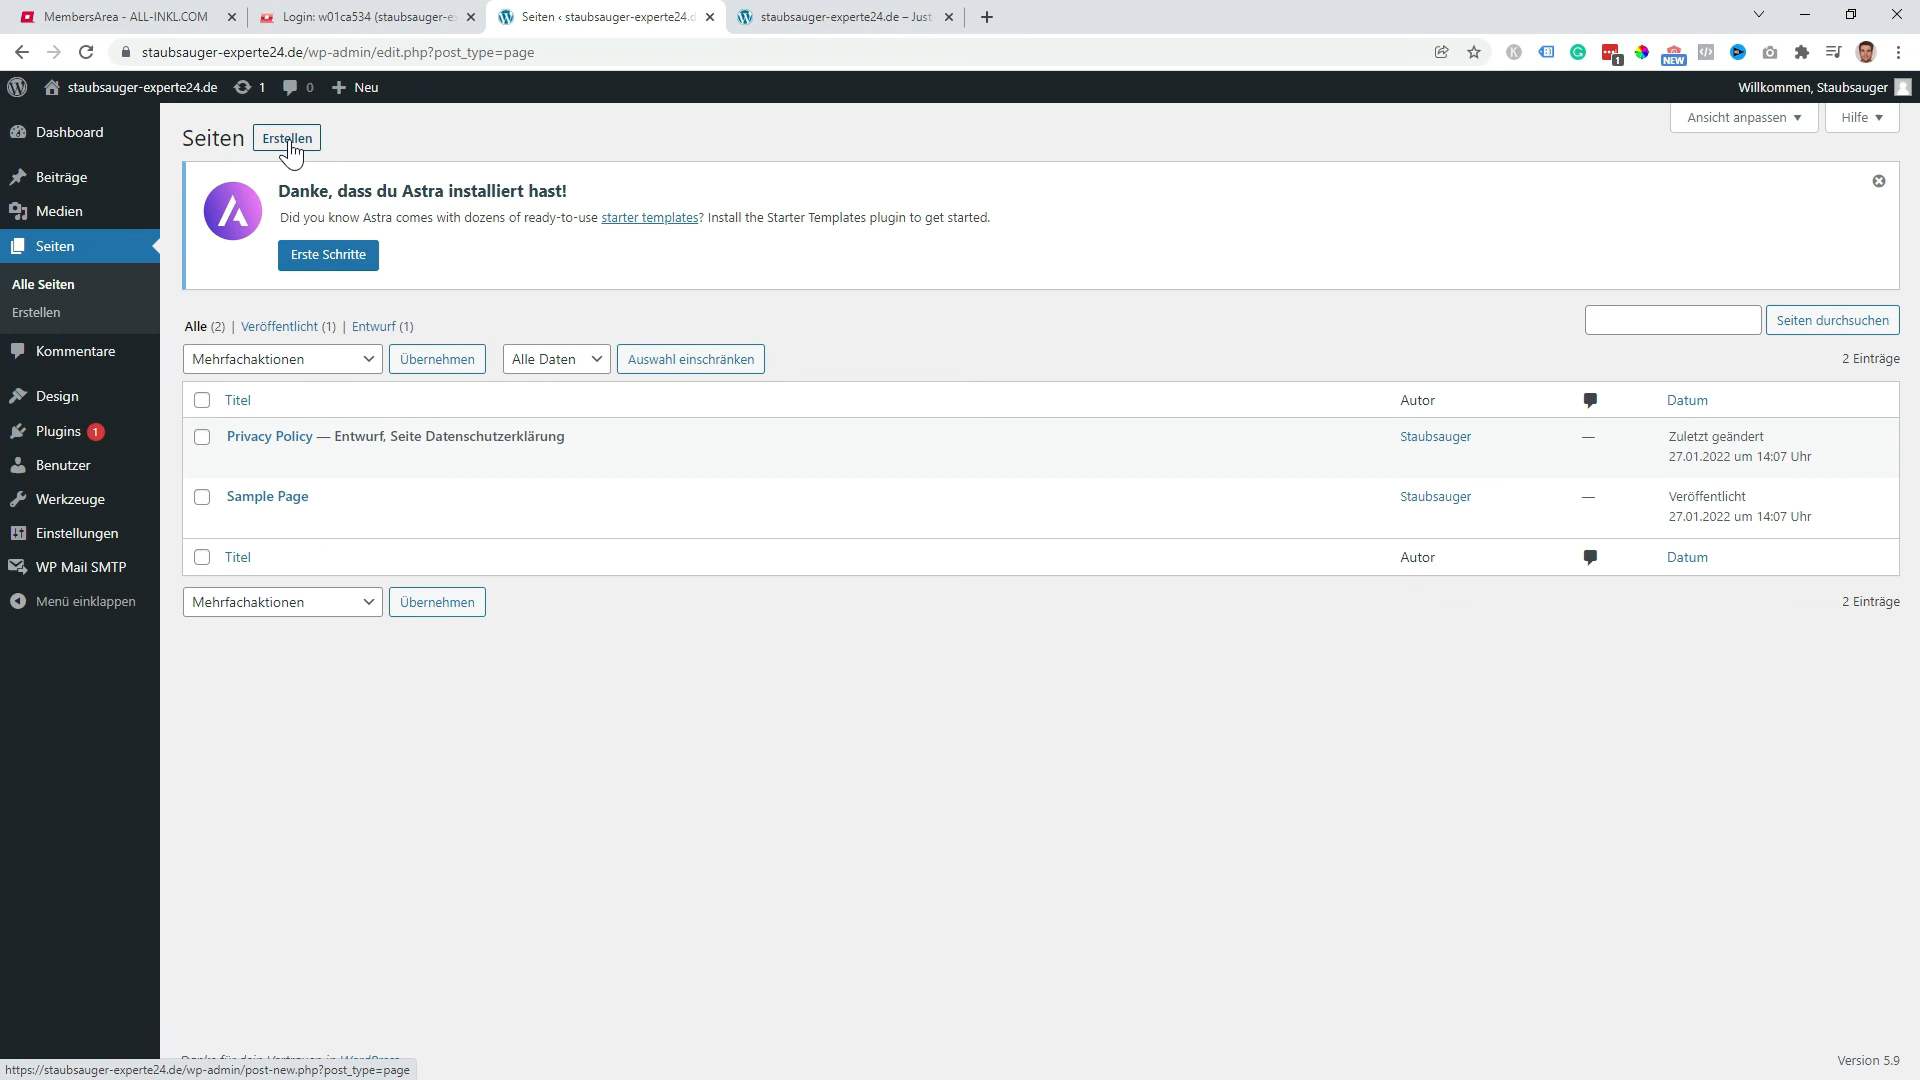 MembersArea - ALL-INKL.COM
Login: w01ca534 (staubsauger-e
Seiten ‹ staubsauger-experte24.d
staubsauger-experte24.de – Just
staubsauger-experte24.de/wp-admin/edit.php?post_type=page
1
NEW
staubsauger-experte24.de
1
0
Neu
Willkommen, Staubsauger
Dashboard
Beiträge
Medien
Seiten
Alle Seiten
Erstellen
Kommentare
Design
Plugins 1
Benutzer
Werkzeuge
Einstellungen
WP Mail SMTP
Menü einklappen
Seiten Erstellen
Ansicht anpassen
Hilfe
Danke, dass du Astra installiert hast!
Did you know Astra comes with dozens of ready-to-use starter templates? Install the Starter Templates plugin to get started.
Erste Schritte
Alle (2) | Veröffentlicht (1) | Entwurf (1)
Seiten durchsuchen
Mehrfachaktionen Übernehmen Alle Daten Auswahl einschränken
2 Einträge
Titel Autor Datum
Privacy Policy — Entwurf, Seite Datenschutzerklärung Staubsauger — Zuletzt geändert
27.01.2022 um 14:07 Uhr
Sample Page Staubsauger — Veröffentlicht
27.01.2022 um 14:07 Uhr
Titel Autor Datum
Mehrfachaktionen Übernehmen
2 Einträge
Danke für dein Vertrauen in WordPress.
Version 5.9
https://staubsauger-experte24.de/wp-admin/post-new.php?post_type=page